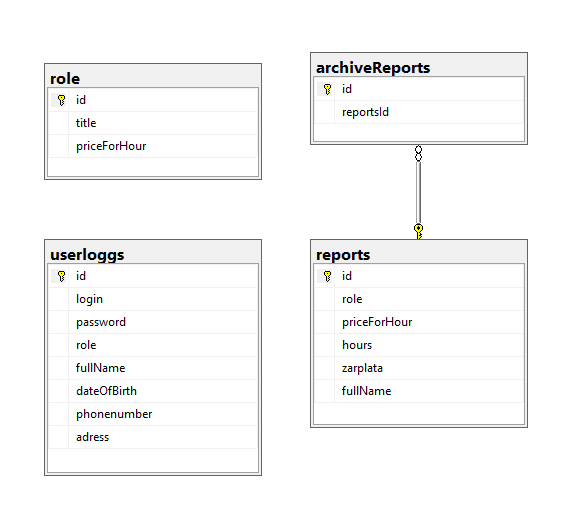 role
id
title
priceForHour
archiveReports
id
reportsId
userloggs
id
login
password
role
fullName
dateOfBirth
phonenumber
adress
reports
id
role
priceForHour
hours
zarplata
fullName